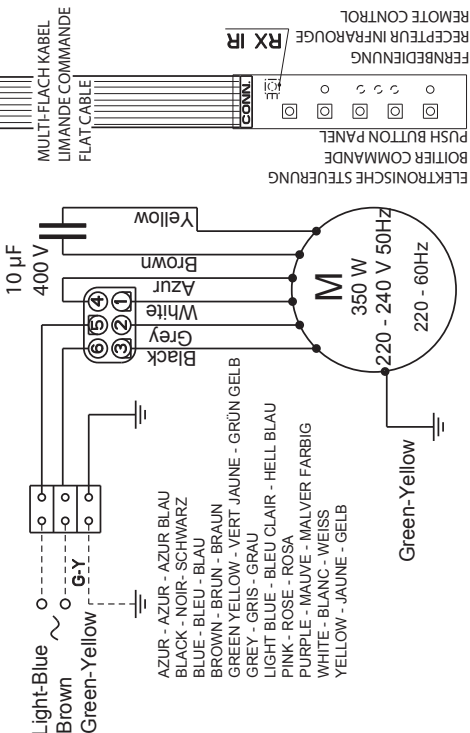 REMOTE CONTROL
RECEPTEUR INFRAROUGE
FERNBEDIENUNG
RX IR
MULTI-FLACH KABEL
LIMANDE COMMANDE
FLAT CABLE
CONN.
PUSH BUTTON PANEL
BOITIER COMMANDE
ELEKTRONISCHE STEUERUNG
10 µF
400 V
Yellow
Brown
Azur
White
Grey
Black
4 1
5 2
6 3
M
350 W
220 - 240 V 50Hz
220 - 60Hz
Green-Yellow
AZUR - AZUR - AZUR BLAU
BLACK - NOIR- SCHWARZ
BLUE - BLEU - BLAU
BROWN - BRUN - BRAUN
GREEN YELLOW - VERT JAUNE - GRÜN GELB
GREY - GRIS - GRAU
LIGHT BLUE - BLEU CLAIR - HELL BLAU
PINK - ROSE - ROSA
PURPLE - MAUVE - MALVER FARBIG
WHITE - BLANC - WEISS
YELLOW - JAUNE - GELB
Light-Blue
Brown
Green-Yellow
G-Y